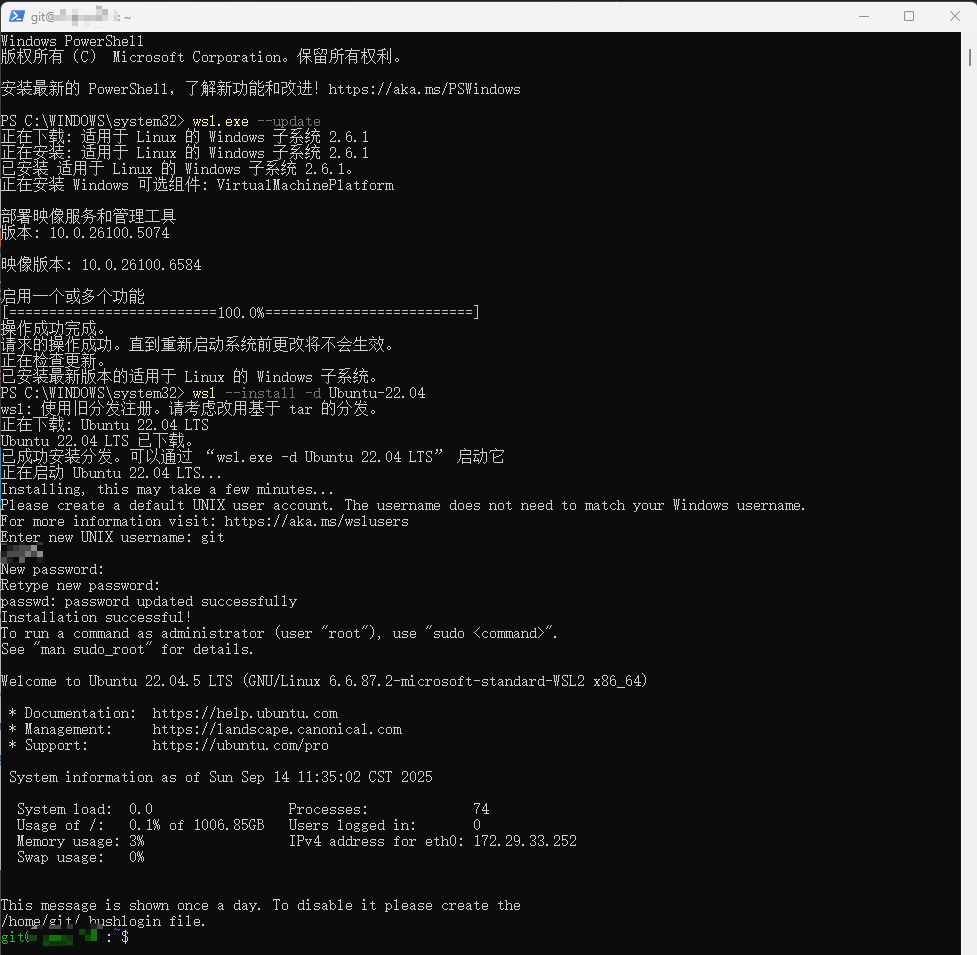 git@ : ~
Windows PowerShell
版权所有 (C) Microsoft Corporation。保留所有权利。
安装最新的 PowerShell，了解新功能和改进！https://aka.ms/PSWindows
PS C:\WINDOWS\system32> wsl.exe --update
正在下载: 适用于 Linux 的 Windows 子系统 2.6.1
正在安装: 适用于 Linux 的 Windows 子系统 2.6.1
已安装 适用于 Linux 的 Windows 子系统 2.6.1。
正在安装 Windows 可选组件: VirtualMachinePlatform
部署映像服务和管理工具
版本: 10.0.26100.5074
映像版本: 10.0.26100.6584
启用一个或多个功能
[==========================100.0%==========================]
操作成功完成。
请求的操作成功。直到重新启动系统前更改将不会生效。
正在检查更新。
已安装最新版本的适用于 Linux 的 Windows 子系统。
PS C:\WINDOWS\system32> wsl --install -d Ubuntu-22.04
wsl: 使用旧分发注册。请考虑改用基于 tar 的分发。
正在下载: Ubuntu 22.04 LTS
Ubuntu 22.04 LTS 已下载。
已成功安装分发。可以通过 “wsl.exe -d Ubuntu 22.04 LTS” 启动它
正在启动 Ubuntu 22.04 LTS...
Installing, this may take a few minutes...
Please create a default UNIX user account. The username does not need to match your Windows username.
For more information visit: https://aka.ms/wslusers
Enter new UNIX username: git
New password:
Retype new password:
passwd: password updated successfully
Installation successful!
To run a command as administrator (user "root"), use "sudo <command>".
See "man sudo_root" for details.
Welcome to Ubuntu 22.04.5 LTS (GNU/Linux 6.6.87.2-microsoft-standard-WSL2 x86_64)
* Documentation: https://help.ubuntu.com
* Management: https://landscape.canonical.com
* Support: https://ubuntu.com/pro
System information as of Sun Sep 14 11:35:02 CST 2025
System load: 0.0 Processes: 74
Usage of /: 0.1% of 1006.85GB Users logged in: 0
Memory usage: 3% IPv4 address for eth0: 172.29.33.252
Swap usage: 0%
This message is shown once a day. To disable it please create the
/home/git/ hushlogin file.
git@ :~$